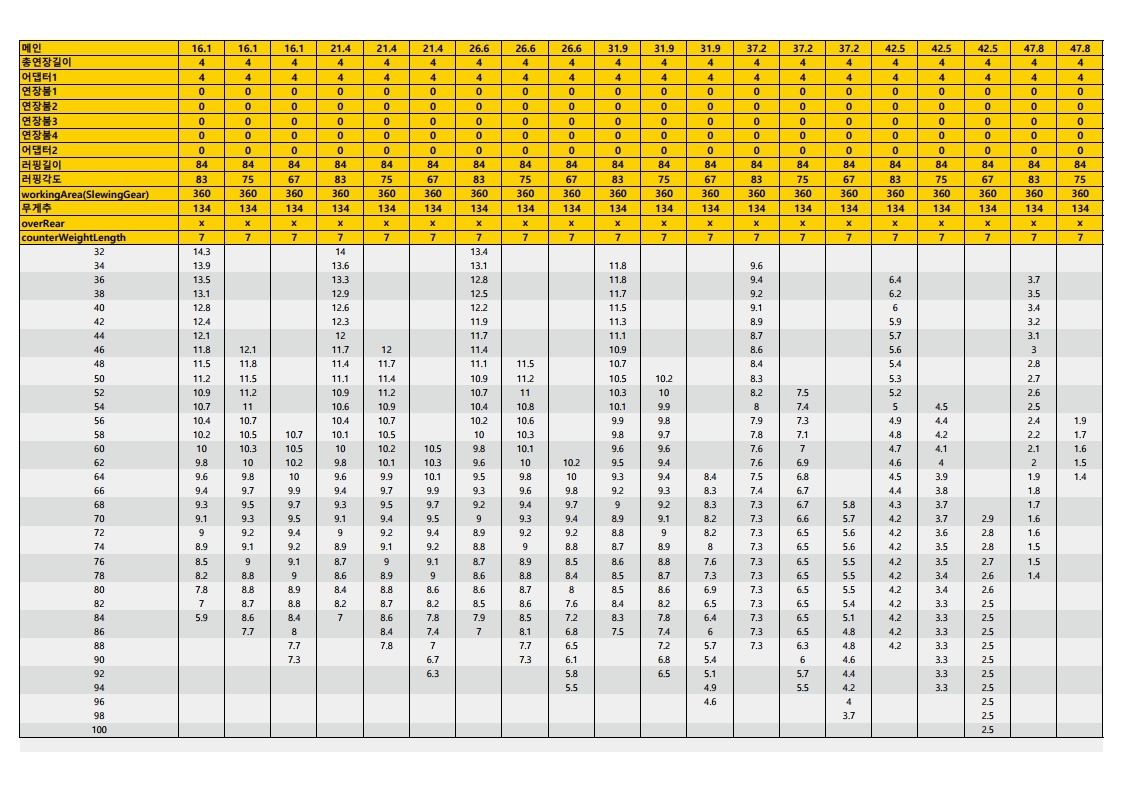 메인 16.1 16.1 16.1 21.4 21.4 21.4 26.6 26.6 26.6 31.9 31.9 31.9 37.2 37.2 37.2 42.5 42.5 42.5 47.8 47.8
총연장길이 4 4 4 4 4 4 4 4 4 4 4 4 4 4 4 4 4 4 4 4
어댑터1 4 4 4 4 4 4 4 4 4 4 4 4 4 4 4 4 4 4 4 4
연장붐1 0 0 0 0 0 0 0 0 0 0 0 0 0 0 0 0 0 0 0 0
연장붐2 0 0 0 0 0 0 0 0 0 0 0 0 0 0 0 0 0 0 0 0
연장붐3 0 0 0 0 0 0 0 0 0 0 0 0 0 0 0 0 0 0 0 0
연장붐4 0 0 0 0 0 0 0 0 0 0 0 0 0 0 0 0 0 0 0 0
어댑터2 0 0 0 0 0 0 0 0 0 0 0 0 0 0 0 0 0 0 0 0
러핑길이 84 84 84 84 84 84 84 84 84 84 84 84 84 84 84 84 84 84 84 84
러핑각도 83 75 67 83 75 67 83 75 67 83 75 67 83 75 67 83 75 67 83 75
workingArea(SlewingGear) 360 360 360 360 360 360 360 360 360 360 360 360 360 360 360 360 360 360 360 360
무게추 134 134 134 134 134 134 134 134 134 134 134 134 134 134 134 134 134 134 134 134
overRear x x x x x x x x x x x x x x x x x x x x
counterWeightLength 7 7 7 7 7 7 7 7 7 7 7 7 7 7 7 7 7 7 7 7
32 14.3 14 13.4
34 13.9 13.6 13.1 11.8 9.6
36 13.5 13.3 12.8 11.8 9.4 6.4 3.7
38 13.1 12.9 12.5 11.7 9.2 6.2 3.5
40 12.8 12.6 12.2 11.5 9.1 6 3.4
42 12.4 12.3 11.9 11.3 8.9 5.9 3.2
44 12.1 12 11.7 11.1 8.7 5.7 3.1
46 11.8 12.1 11.7 12 11.4 10.9 8.6 5.6 3
48 11.5 11.8 11.4 11.7 11.1 11.5 10.7 8.4 5.4 2.8
50 11.2 11.5 11.1 11.4 10.9 11.2 10.5 10.2 8.3 5.3 2.7
52 10.9 11.2 10.9 11.2 10.7 11 10.3 10 8.2 7.5 5.2 2.6
54 10.7 11 10.6 10.9 10.4 10.8 10.1 9.9 8 7.4 5 4.5 2.5
56 10.4 10.7 10.4 10.7 10.2 10.6 9.9 9.8 7.9 7.3 4.9 4.4 2.4 1.9
58 10.2 10.5 10.7 10.1 10.5 10 10.3 9.8 9.7 7.8 7.1 4.8 4.2 2.2 1.7
60 10 10.3 10.5 10 10.2 10.5 9.8 10.1 9.6 9.6 7.6 7 4.7 4.1 2.1 1.6
62 9.8 10 10.2 9.8 10.1 10.3 9.6 10 10.2 9.5 9.4 7.6 6.9 4.6 4 2 1.5
64 9.6 9.8 10 9.6 9.9 10.1 9.5 9.8 10 9.3 9.4 8.4 7.5 6.8 4.5 3.9 1.9 1.4
66 9.4 9.7 9.9 9.4 9.7 9.9 9.3 9.6 9.8 9.2 9.3 8.3 7.4 6.7 4.4 3.8 1.8
68 9.3 9.5 9.7 9.3 9.5 9.7 9.2 9.4 9.7 9 9.2 8.3 7.3 6.7 5.8 4.3 3.7 1.7
70 9.1 9.3 9.5 9.1 9.4 9.5 9 9.3 9.4 8.9 9.1 8.2 7.3 6.6 5.7 4.2 3.7 2.9 1.6
72 9 9.2 9.4 9 9.2 9.4 8.9 9.2 9.2 8.8 9 8.2 7.3 6.5 5.6 4.2 3.6 2.8 1.6
74 8.9 9.1 9.2 8.9 9.1 9.2 8.8 9 8.8 8.7 8.9 8 7.3 6.5 5.6 4.2 3.5 2.8 1.5
76 8.5 9 9.1 8.7 9 9.1 8.7 8.9 8.5 8.6 8.8 7.6 7.3 6.5 5.5 4.2 3.5 2.7 1.5
78 8.2 8.8 9 8.6 8.9 9 8.6 8.8 8.4 8.5 8.7 7.3 7.3 6.5 5.5 4.2 3.4 2.6 1.4
80 7.8 8.8 8.9 8.4 8.8 8.6 8.6 8.7 8 8.5 8.6 6.9 7.3 6.5 5.5 4.2 3.4 2.6
82 7 8.7 8.8 8.2 8.7 8.2 8.5 8.6 7.6 8.4 8.2 6.5 7.3 6.5 5.4 4.2 3.3 2.5
84 5.9 8.6 8.4 7 8.6 7.8 7.9 8.5 7.2 8.3 7.8 6.4 7.3 6.5 5.1 4.2 3.3 2.5
86 7.7 8 8.4 7.4 7 8.1 6.8 7.5 7.4 6 7.3 6.5 4.8 4.2 3.3 2.5
88 7.7 7.8 7 7.7 6.5 7.2 5.7 7.3 6.3 4.8 4.2 3.3 2.5
90 7.3 6.7 7.3 6.1 6.8 5.4 6 4.6 3.3 2.5
92 6.3 5.8 6.5 5.1 5.7 4.4 3.3 2.5
94 5.5 4.9 5.5 4.2 3.3 2.5
96 4.6 4 2.5
98 3.7 2.5
100 2.5